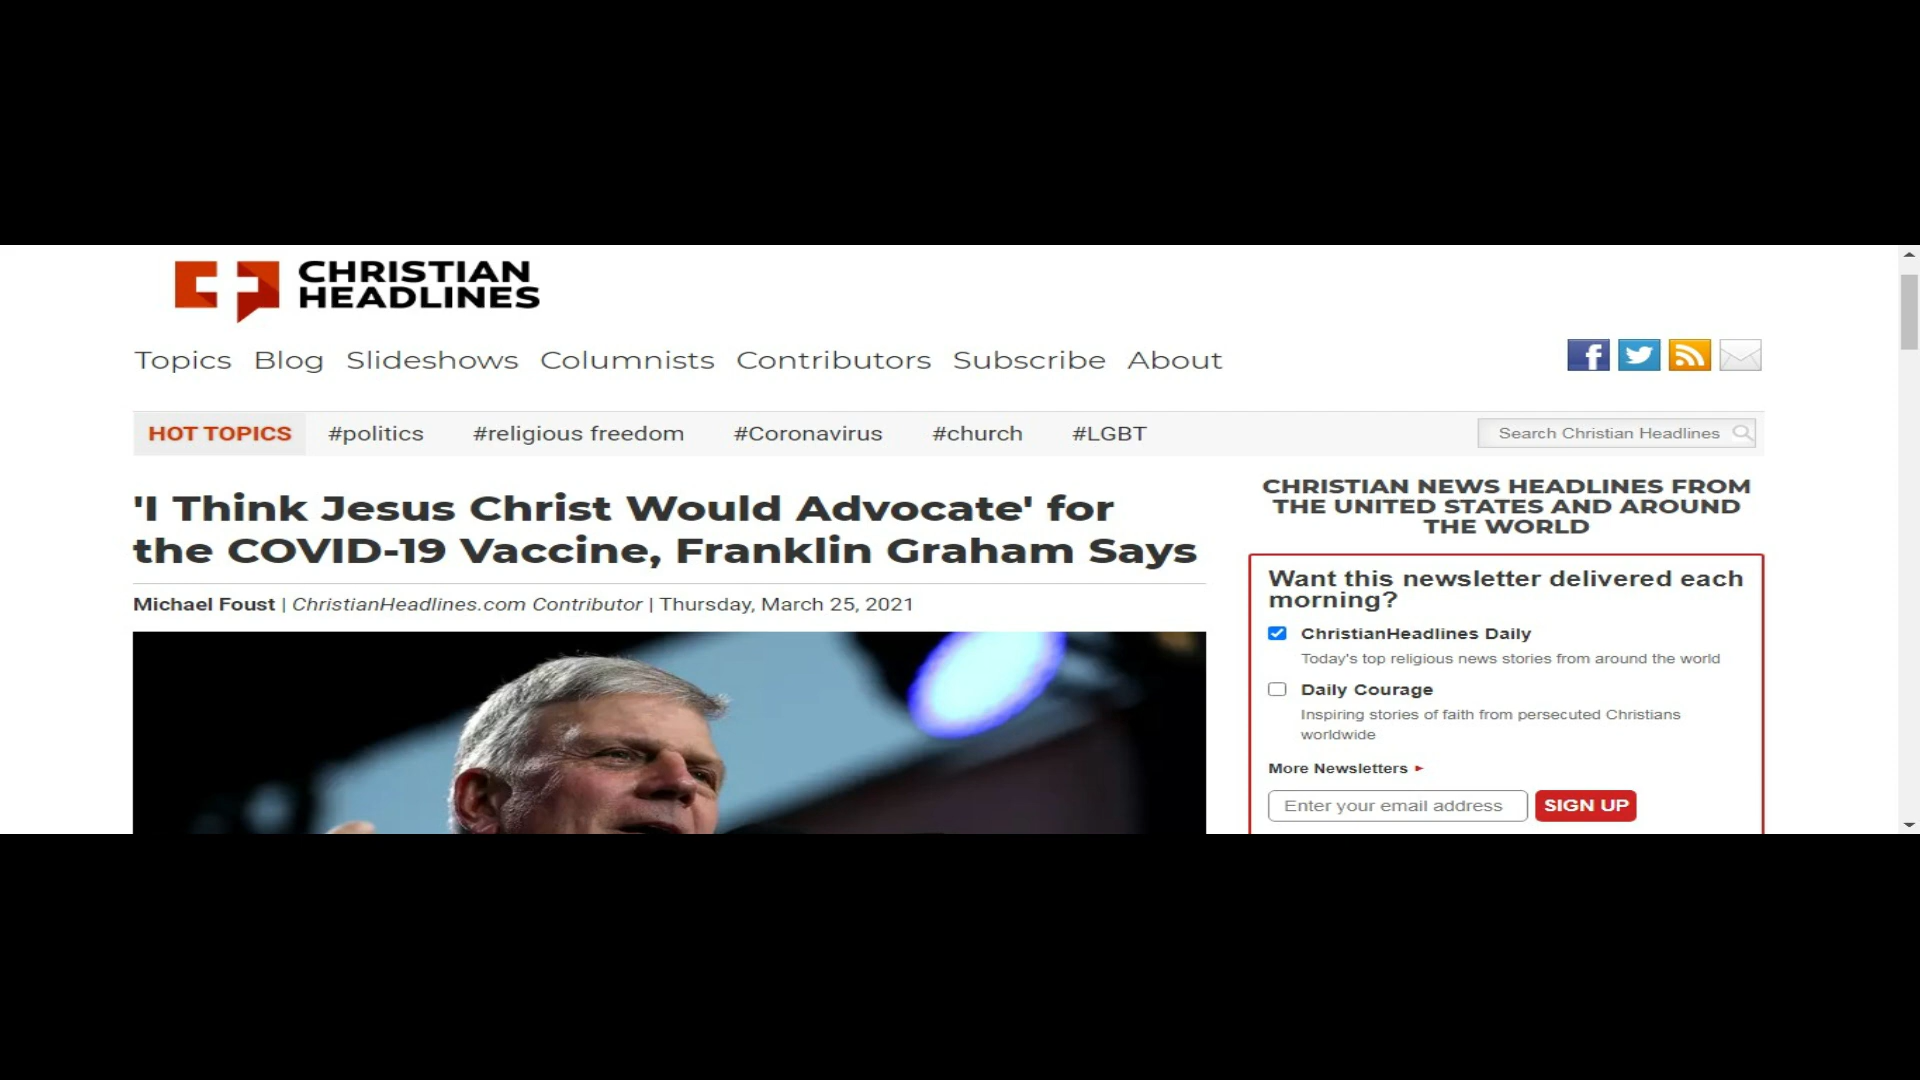 CHRISTIAN
HEADLINES
Topics Blog Slideshows Columnists Contributors Subscribe About
HOT TOPICS #politics #religious freedom #Coronavirus #church #LGBT
Search Christian Headlines
'I Think Jesus Christ Would Advocate' for
the COVID-19 Vaccine, Franklin Graham Says
Michael Foust | ChristianHeadlines.com Contributor | Thursday, March 25, 2021
CHRISTIAN NEWS HEADLINES FROM
THE UNITED STATES AND AROUND
THE WORLD
Want this newsletter delivered each
morning?
ChristianHeadlines Daily
Today's top religious news stories from around the world
Daily Courage
Inspiring stories of faith from persecuted Christians
worldwide
More Newsletters
Enter your email address SIGN UP